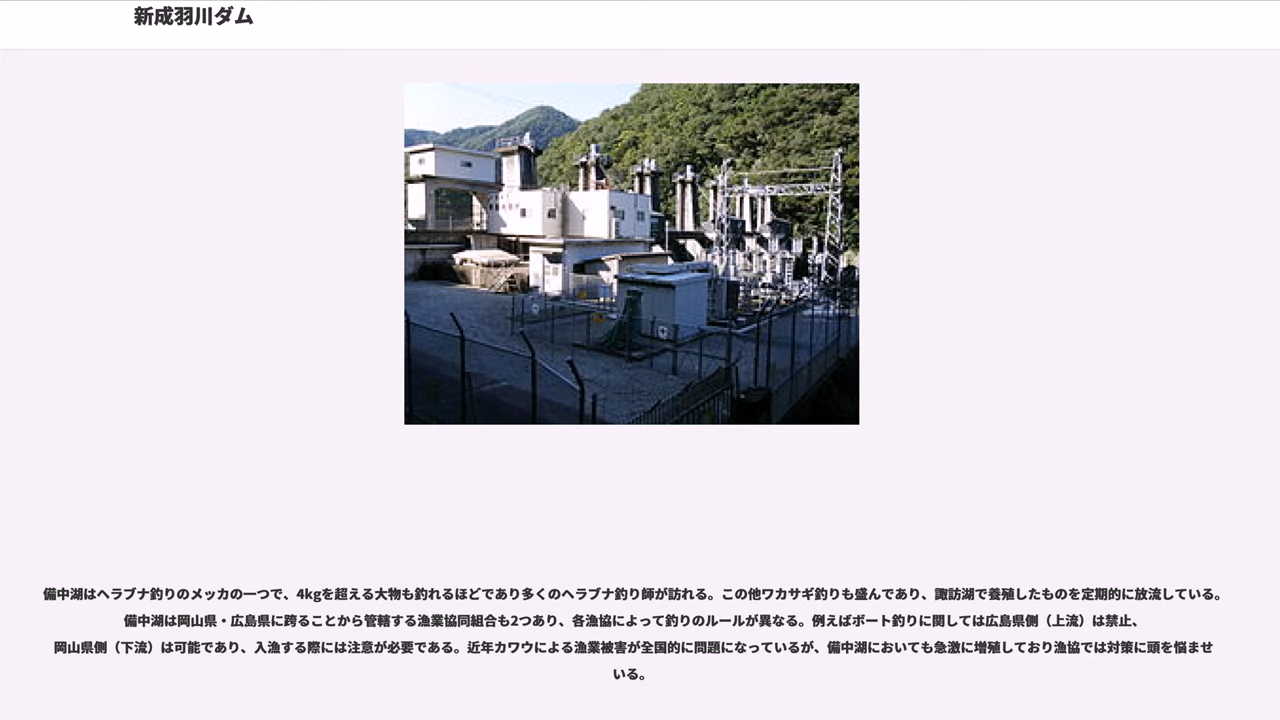 新成羽川ダム
備中湖はヘラブナ釣りのメッカの一つで、4kgを超える大物も釣れるほどであり多くのヘラブナ釣り師が訪れる。この他ワカサギ釣りも盛んであり、諏訪湖で養殖したものを定期的に放流している。
備中湖は岡山県・広島県に跨ることから管轄する漁業協同組合も2つあり、各漁協によって釣りのルールが異なる。例えばボート釣りに関しては広島県側（上流）は禁止、
岡山県側（下流）は可能であり、入漁する際には注意が必要である。近年カワウによる漁業被害が全国的に問題になっているが、備中湖においても急激に増殖しており漁協では対策に頭を悩ませ
いる。